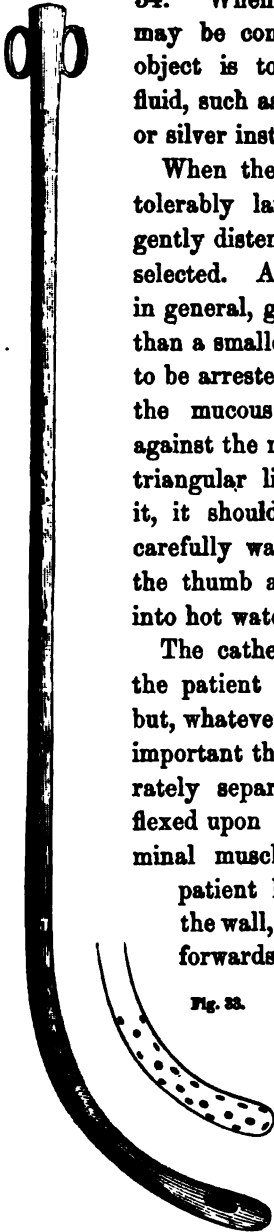 When
may be con
object is to
fluid, such as
or silver inst
When the
tolerably la
gently disten
selected. A
in general, g
than a smalle
to be arreste
the mucous
against the r
triangular li
it, it should
carefully wa
the thumb a
into hot wate
The cathe
the patient
but, whateve
important th
rately separ
flexed upon
minal muscl
patient
the wall,
forwards
Fig. 33.